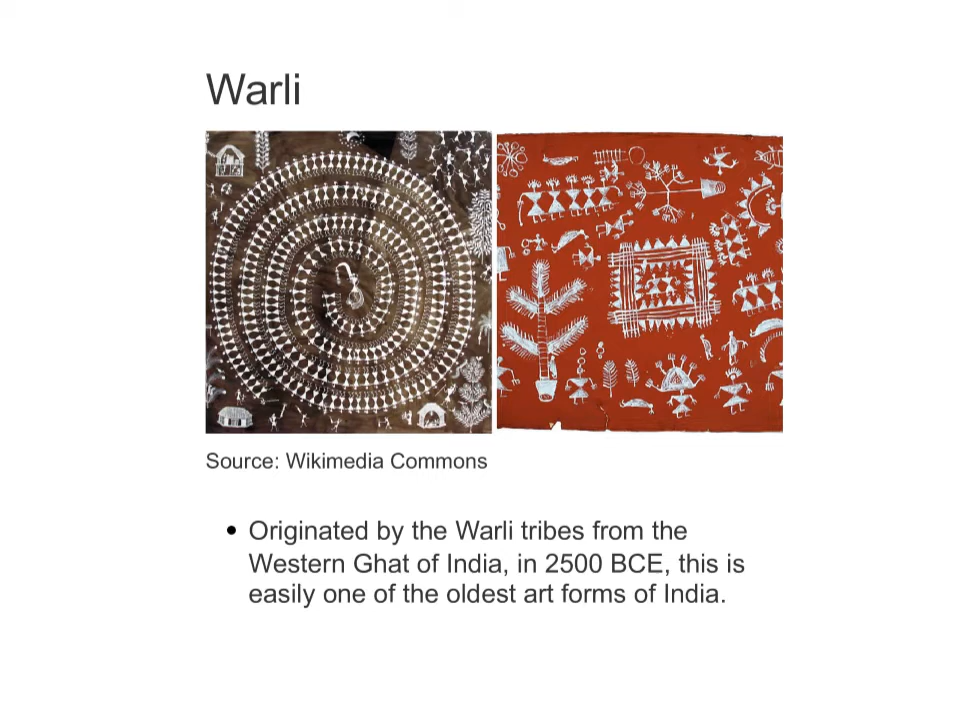 Warli
Source: Wikimedia Commons
• Originated by the Warli tribes from the
Western Ghat of India, in 2500 BCE, this is
easily one of the oldest art forms of India.